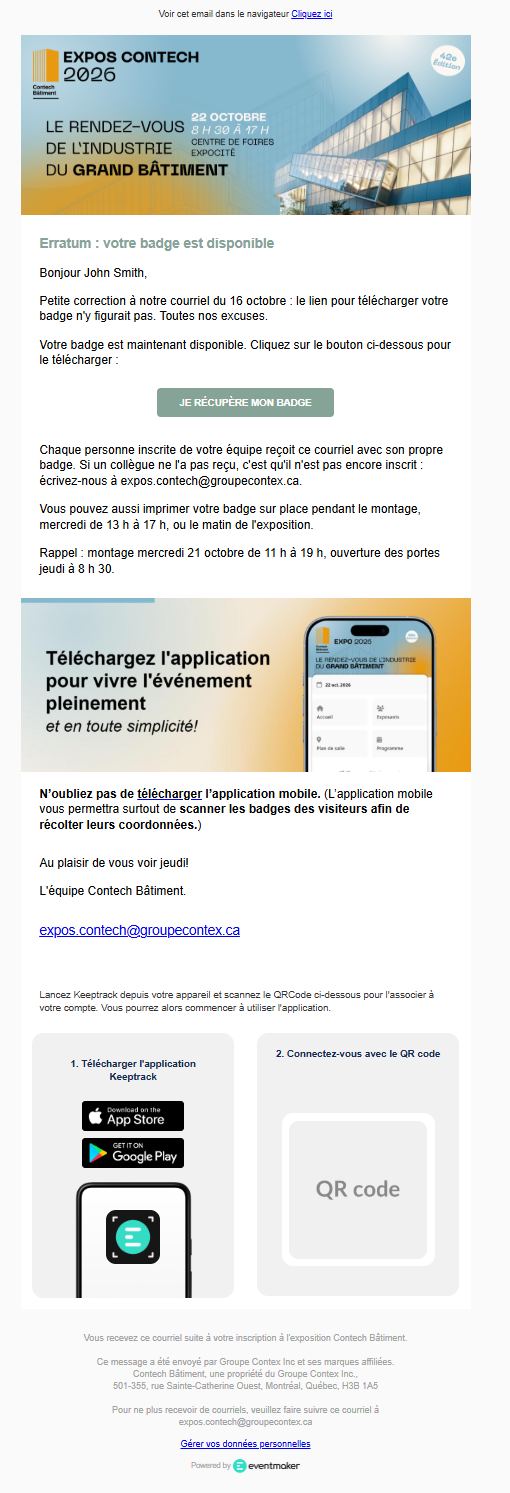 Voir cet email dans le navigateur Cliquez ici
EXPOS CONTECH
2026
42e
Édition
Contech
Bâtiment
LE RENDEZ-VOUS
DE L'INDUSTRIE
DU GRAND BÂTIMENT
22 OCTOBRE
8 H 30 À 17 H
CENTRE DE FOIRES
EXPOCITÉ
Erratum : votre badge est disponible
Bonjour John Smith,
Petite correction à notre courriel du 16 octobre : le lien pour télécharger votre
badge n'y figurait pas. Toutes nos excuses.
Votre badge est maintenant disponible. Cliquez sur le bouton ci-dessous pour
le télécharger :
JE RÉCUPÈRE MON BADGE
Chaque personne inscrite de votre équipe reçoit ce courriel avec son propre
badge. Si un collègue ne l'a pas reçu, c'est qu'il n'est pas encore inscrit :
écrivez-nous à expos.contech@groupecontex.ca.
Vous pouvez aussi imprimer votre badge sur place pendant le montage,
mercredi de 13 h à 17 h, ou le matin de l'exposition.
Rappel : montage mercredi 21 octobre de 11 h à 19 h, ouverture des portes
jeudi à 8 h 30.
Téléchargez l'application
pour vivre l'événement
pleinement
et en toute simplicité!
Contech
Bâtiment
EXPO 2026
LE RENDEZ-VOUS DE L'INDUSTRIE
DU GRAND BÂTIMENT
22 oct. 2026
Accueil
Exposants
Plan de salle
Programme
N'oubliez pas de télécharger l'application mobile. (L'application mobile
vous permettra surtout de scanner les badges des visiteurs afin de
récolter leurs coordonnées.)
Au plaisir de vous voir jeudi!
L'équipe Contech Bâtiment.
expos.contech@groupecontex.ca
Lancez Keeptrack depuis votre appareil et scannez le QRCode ci-dessous pour l'associer à
votre compte. Vous pourrez alors commencer à utiliser l'application.
1. Télécharger l'application
Keeptrack
Download on the
App Store
GET IT ON
Google Play
2. Connectez-vous avec le QR code
QR code
Vous recevez ce courriel suite à votre inscription à l'exposition Contech Bâtiment.
Ce message a été envoyé par Groupe Contex Inc et ses marques affiliées.
Contech Bâtiment, une propriété du Groupe Contex Inc.,
501-355, rue Sainte-Catherine Ouest, Montréal, Québec, H3B 1A5
Pour ne plus recevoir de courriels, veuillez faire suivre ce courriel à
expos.contech@groupecontex.ca
Gérer vos données personnelles
Powered by eventmaker